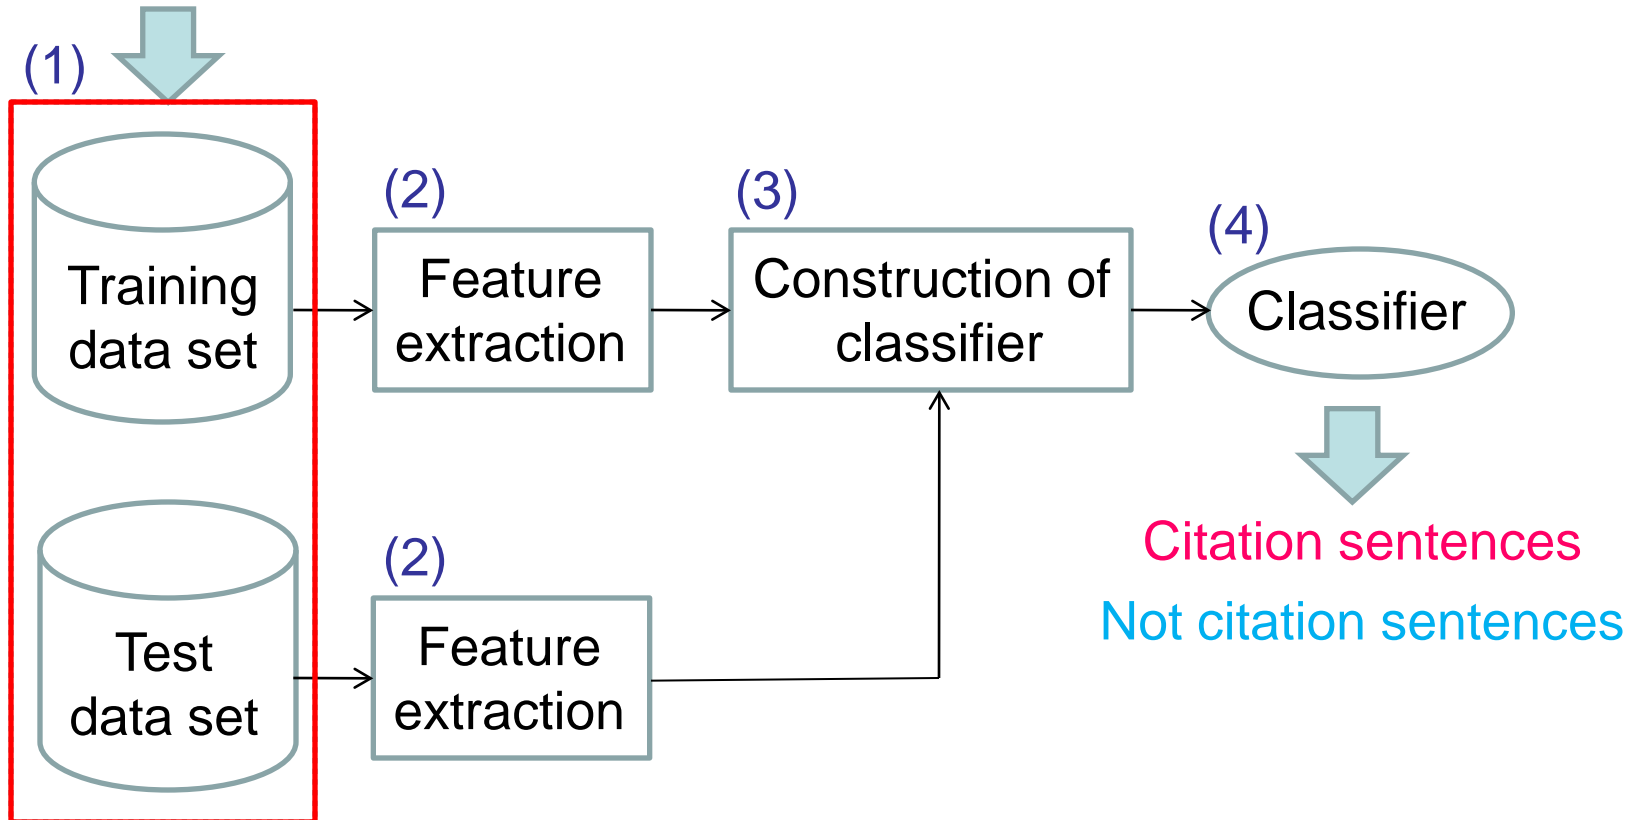 (1)
Training
data set
(2)
Feature
extraction
(3)
Construction of
classifier
(4)
Classifier
Citation sentences
Not citation sentences
Test
data set
(2)
Feature
extraction